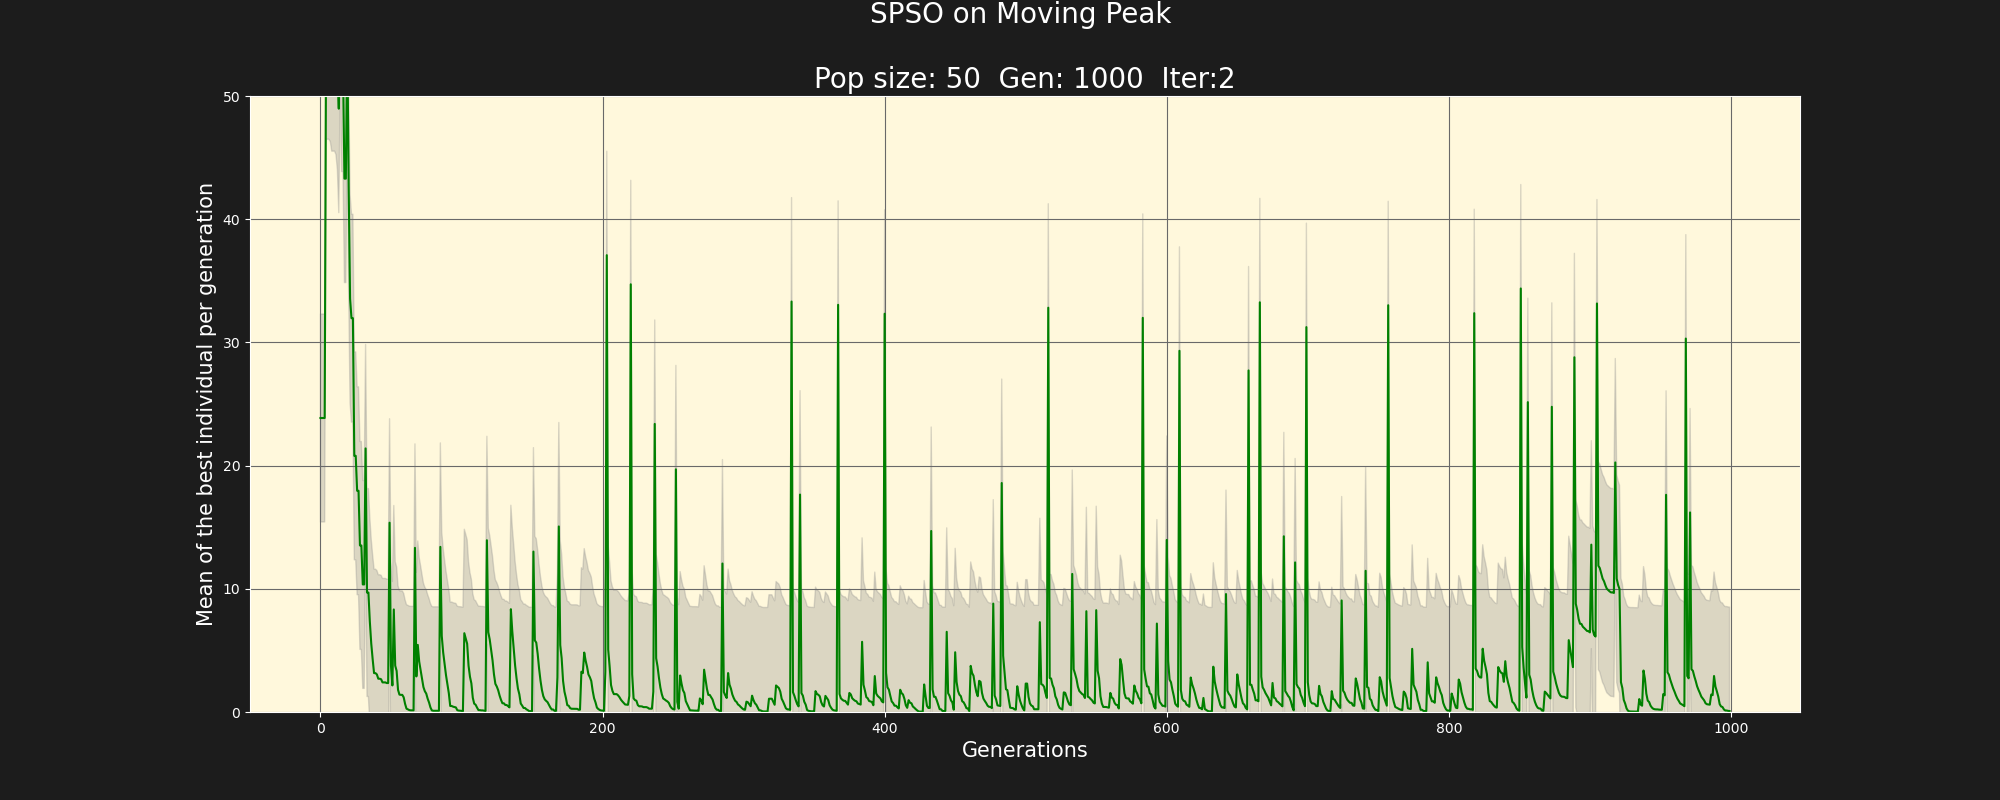 SPSO on Moving Peak
Pop size: 50  Gen: 1000  Iter:2
Mean of the best individual per generation
50
40
30
20
10
0
0 200 400 600 800 1000
Generations